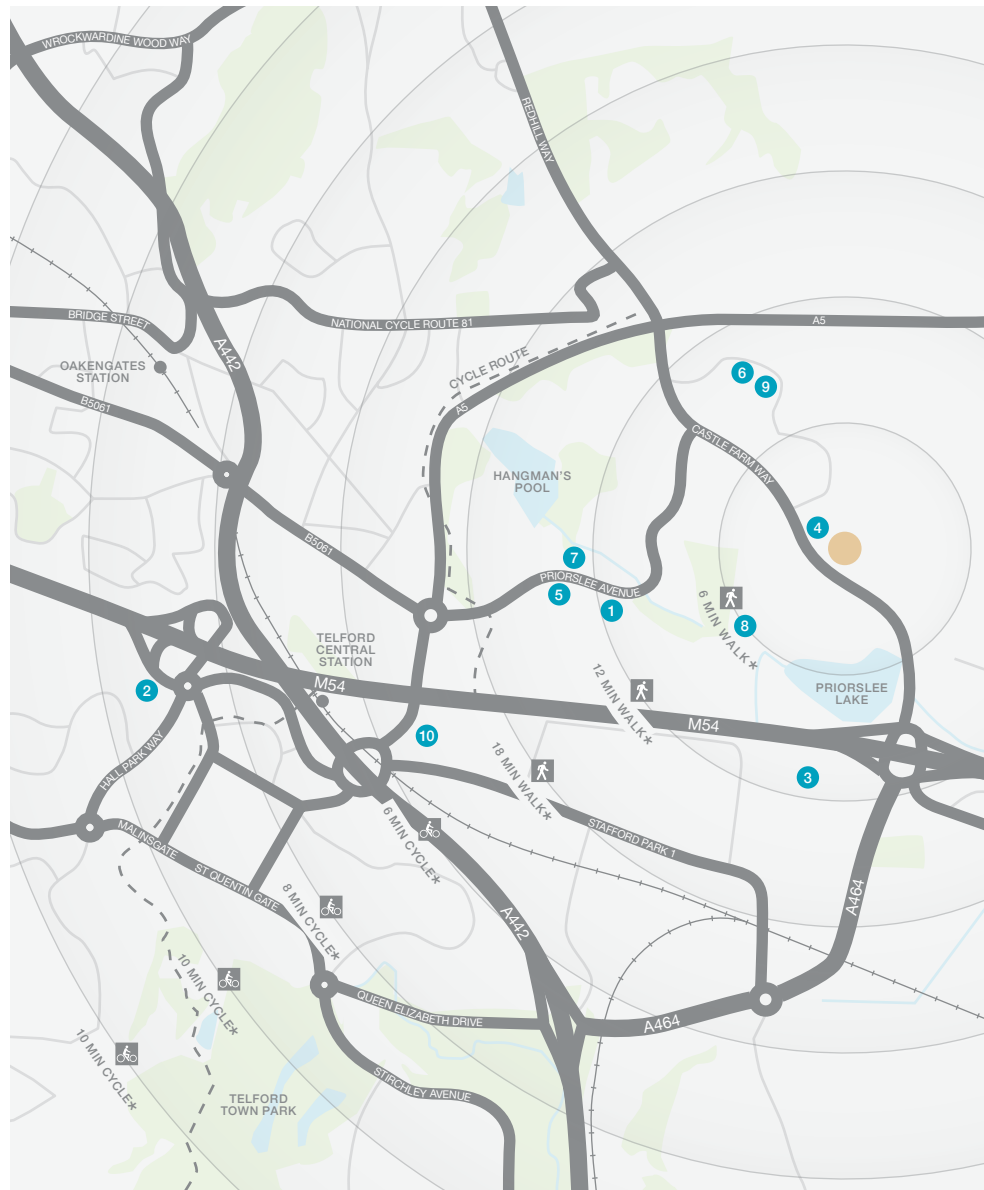 WROCKWARDINE WOOD WAY
REDHILL WAY
BRIDGE STREET
NATIONAL CYCLE ROUTE 81
A5
A442
OAKENGATES
STATION
CYCLE ROUTE
6
9
B5061
A5
CASTLE FARM WAY
HANGMAN'S
POOL
4
B5061
7
PRIORSLEE AVENUE
5
1
6 MIN WALK*
8
TELFORD
CENTRAL
STATION
2
M54
12 MIN WALK*
PRIORSLEE
LAKE
M54
10
HALL PARK WAY
18 MIN WALK*
3
MALINSGATE
6 MIN CYCLE*
STAFFORD PARK 1
ST QUENTIN GATE
8 MIN CYCLE*
A442
A464
10 MIN CYCLE*
QUEEN ELIZABETH DRIVE
A464
10 MIN CYCLE*
STIRCHLEY AVENUE
TELFORD
TOWN PARK